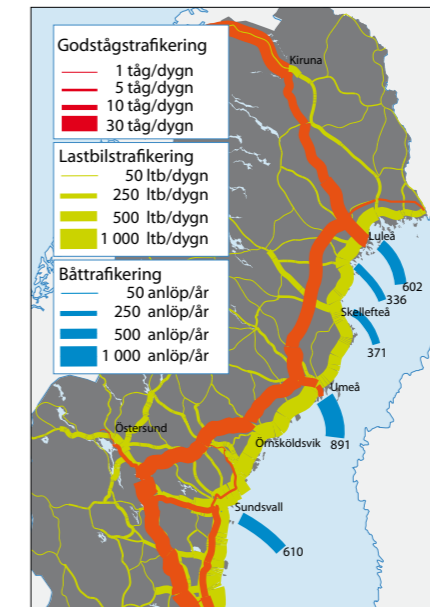 Godstågstrafikering
1 tåg/dygn
5 tåg/dygn
10 tåg/dygn
30 tåg/dygn
Lastbilstrafikering
50 ltb/dygn
250 ltb/dygn
500 ltb/dygn
1 000 ltb/dygn
Båttrafikering
50 anlöp/år
250 anlöp/år
500 anlöp/år
1 000 anlöp/år
Kiruna
Luleå
602
336
Skellefteå
371
Umeå
891
Östersund
Örnsköldsvik
Sundsvall
610